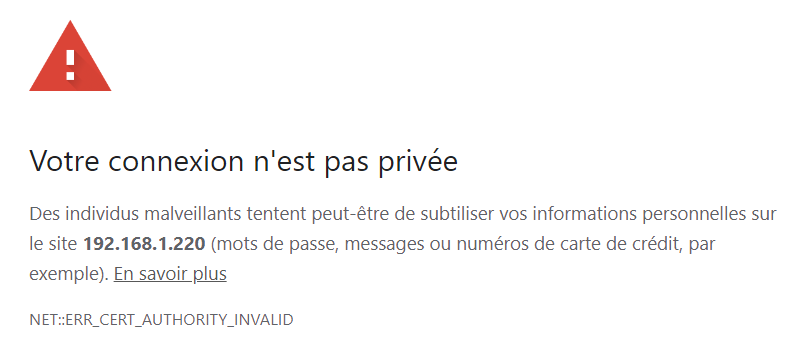 Votre connexion n'est pas privée
Des individus malveillants tentent peut-être de subtiliser vos informations personnelles sur
le site 192.168.1.220 (mots de passe, messages ou numéros de carte de crédit, par
exemple). En savoir plus
NET::ERR_CERT_AUTHORITY_INVALID